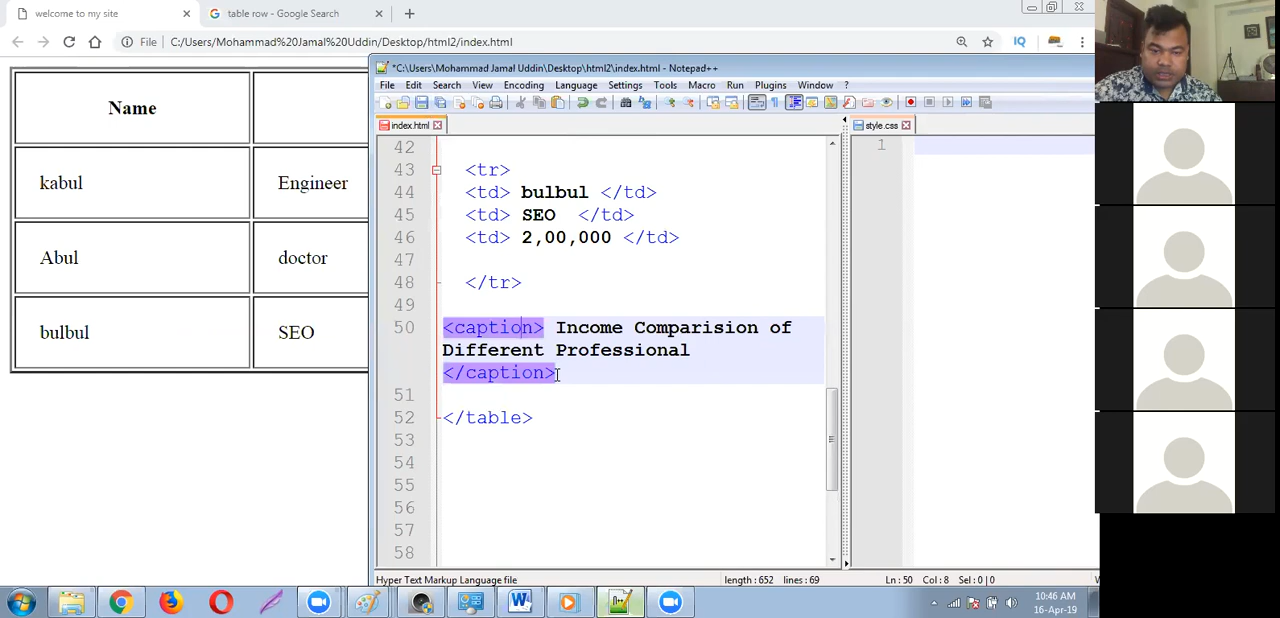 welcome to my site
table row - Google Search
File C:/Users/Mohammad%20Jamal%20Uddin/Desktop/html2/index.html
IQ
*C:\Users\Mohammad Jamal Uddin\Desktop\html2\index.html - Notepad++
File Edit Search View Encoding Language Settings Tools Macro Run Plugins Window ?
index.html
style.css
Name
kabul Engineer
Abul doctor
bulbul SEO
42
43 <tr>
44 <td> bulbul </td>
45 <td> SEO </td>
46 <td> 2,00,000 </td>
47
48 </tr>
49
50 <caption> Income Comparision of
Different Professional
</caption>
51
52 </table>
53
54
55
56
57
58
1
Hyper Text Markup Language file length : 652 lines : 69 Ln : 50 Col : 8 Sel : 0 | 0
10:46 AM
16-Apr-19